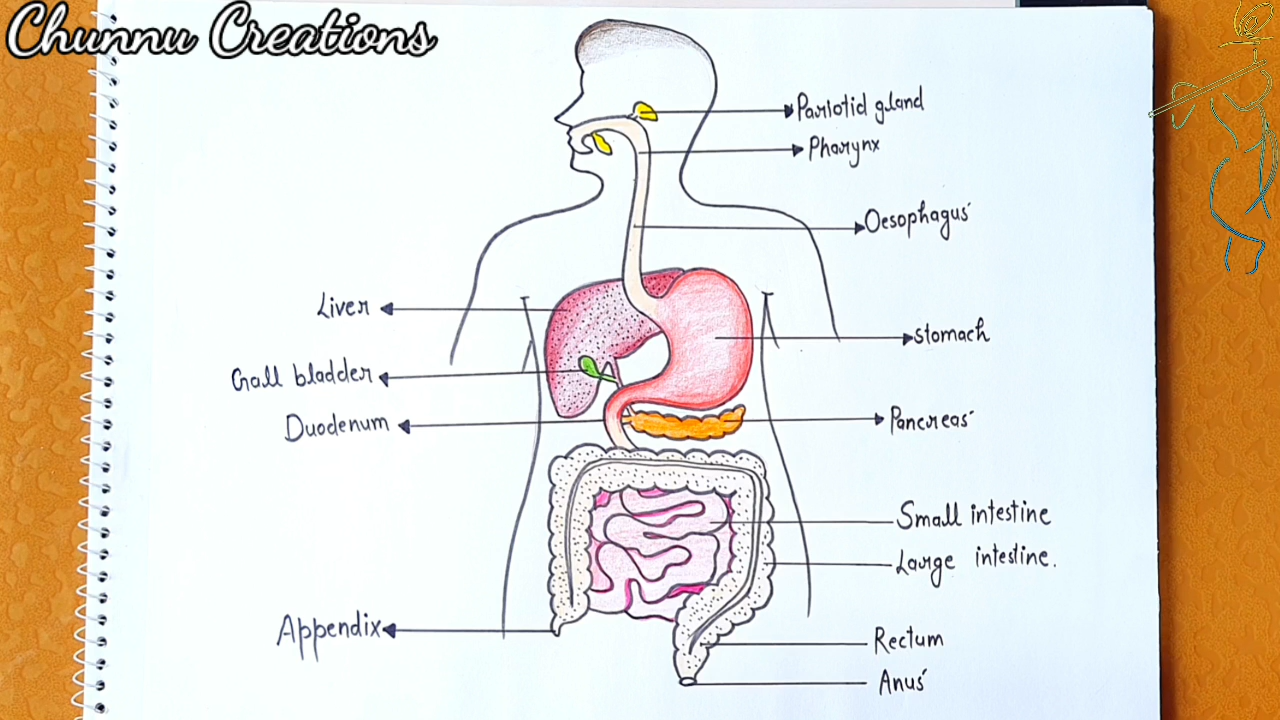 Chunnu Creations
Parotid gland
Pharynx
Oesophagus
Liver
stomach
Gall bladder
Duodenum
Pancreas
Small intestine
Large intestine.
Appendix
Rectum
Anus